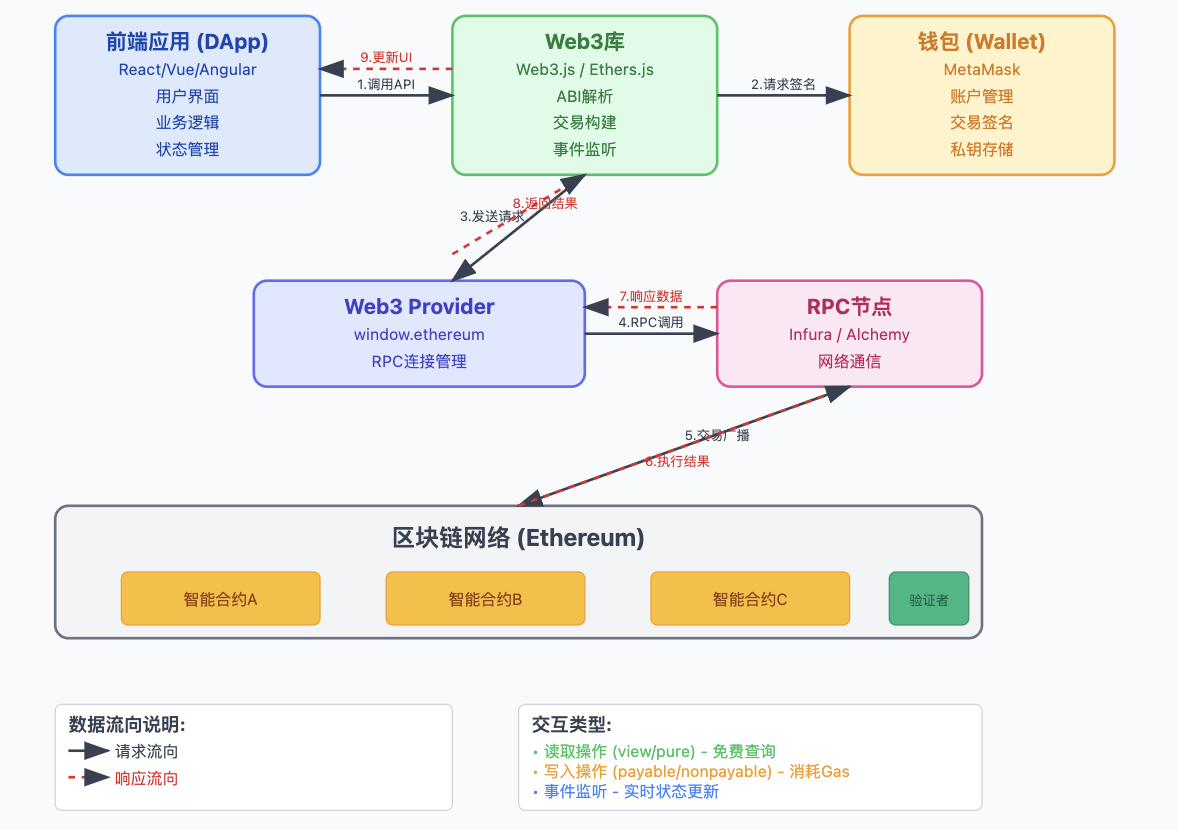 前端应用 (DApp)
React/Vue/Angular
用户界面
业务逻辑
状态管理
9.更新UI
1.调用API
Web3库
Web3.js / Ethers.js
ABI解析
交易构建
事件监听
2.请求签名
钱包 (Wallet)
MetaMask
账户管理
交易签名
私钥存储
8.返回结果
3.发送请求
Web3 Provider
window.ethereum
RPC连接管理
7.响应数据
4.RPC调用
RPC节点
Infura / Alchemy
网络通信
5.交易广播
6.执行结果
区块链网络 (Ethereum)
智能合约A
智能合约B
智能合约C
验证者
数据流向说明:
请求流向
响应流向
交互类型:
• 读取操作 (view/pure) - 免费查询
• 写入操作 (payable/nonpayable) - 消耗Gas
• 事件监听 - 实时状态更新